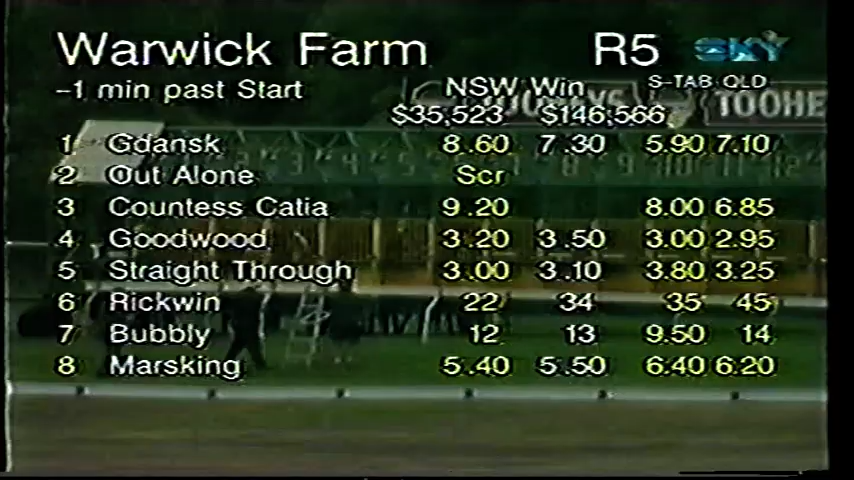 Warwick Farm R5 SKY
-1 min past Start NSW Win S-TAB QLD
$35,523 $146,566 TOOHE
1 Gdansk 8.60 7.30 5.90 7.10
2 Out Alone Scr
3 Countess Catia 9.20 8.00 6.85
4 Goodwood 3.20 3.50 3.00 2.95
5 Straight Through 3.00 3.10 3.80 3.25
6 Rickwin 22 34 35 45
7 Bubbly 12 13 9.50 14
8 Marsking 5.40 5.50 6.40 6.20